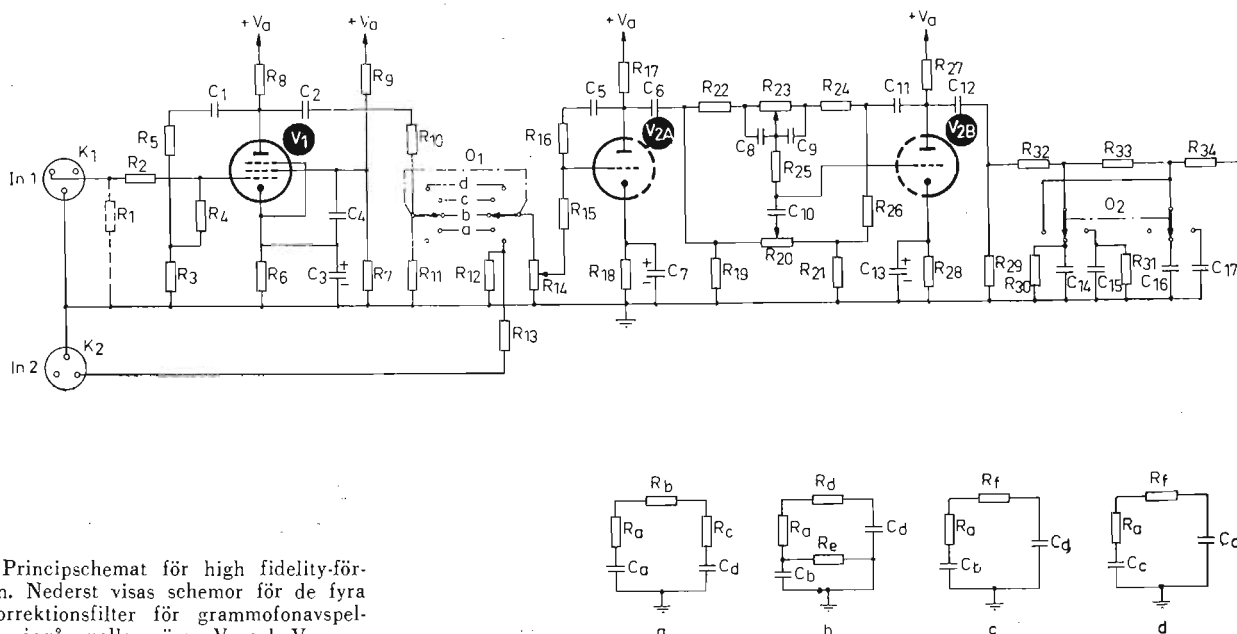 + Va
+ Va
+ Va
+ Va
R8
R9
R17
R27
C1
C2
C5
C6
R22
R23
R24
C11
C12
R5
V1
R10
O1
R16
V2A
C8
C9
V2B
R32
R33
R34
K1
In 1
R2
d
c
b
a
R25
C10
R26
O2
R1
R4
C4
R15
R20
R3
R6
C3
+
−
R7
R11
R12
R14
R18
+
−
C7
R19
R21
C13
+
−
R28
R29
R30
C14
C15
R31
C16
C17
R13
K2
In 2
Rb
Rd
Rf
Rf
Ra
Rc
Ra
Cd
Ra
Cd
Ra
Ca
Cd
Re
Cb
Cc
a
b
c
d
Principschemat för high fidelity-för-
n. Nederst visas schemor för de fyra
orrektionsfilter för grammofonavspel-